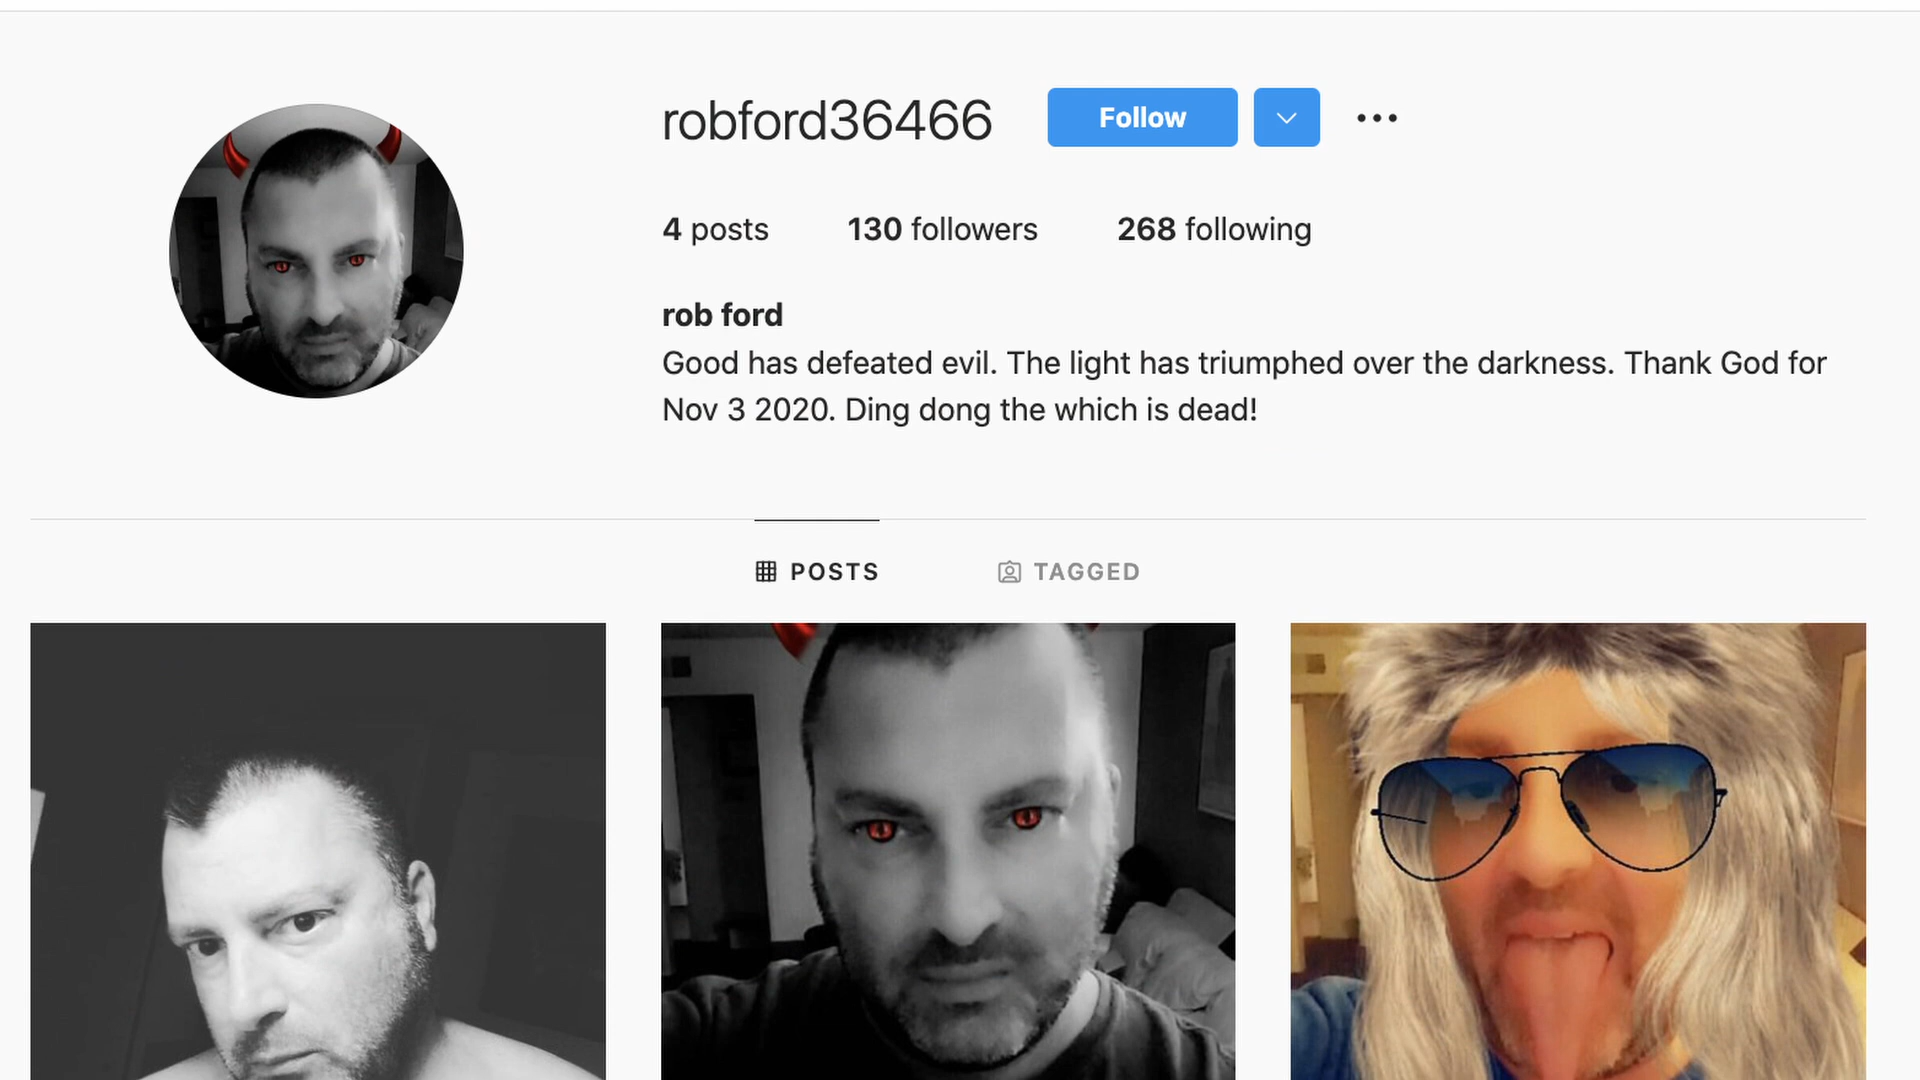 robford36466 Follow
4 posts 130 followers 268 following
rob ford
Good has defeated evil. The light has triumphed over the darkness. Thank God for
Nov 3 2020. Ding dong the which is dead!
POSTS TAGGED